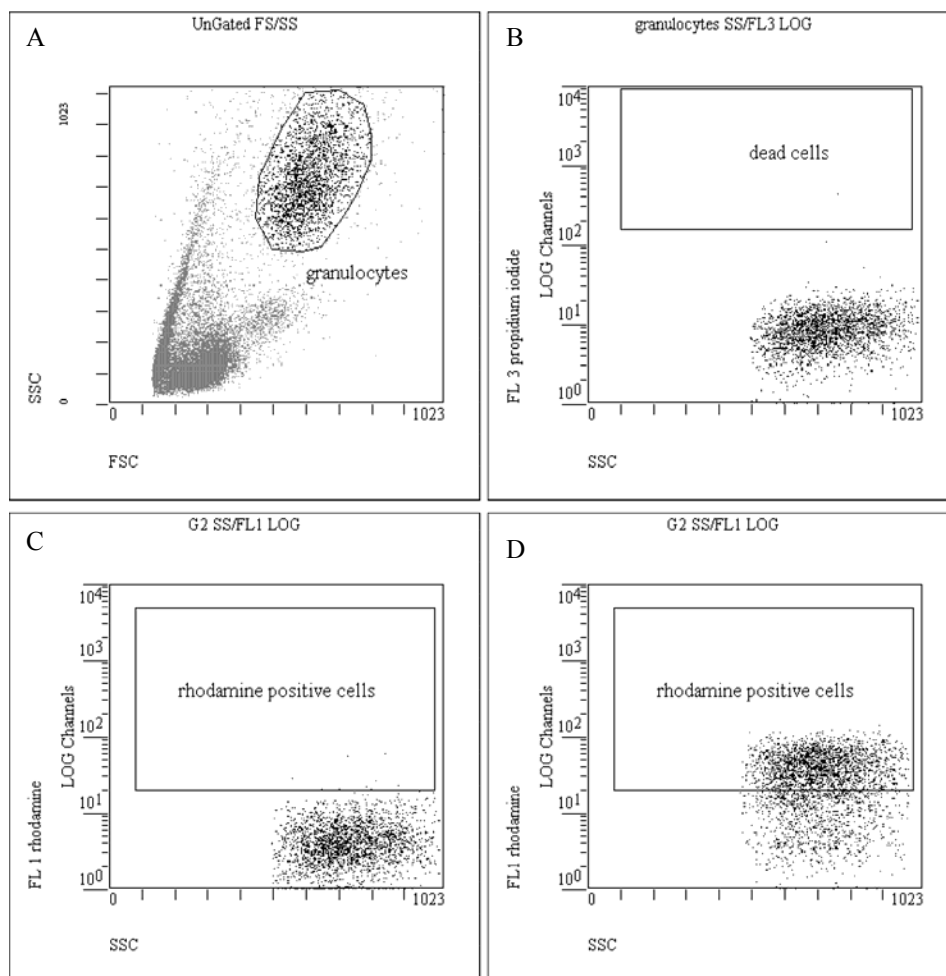 A
UnGated FS/SS
1023
granulocytes
SSC
0
0
1023
FSC
B
granulocytes SS/FL3 LOG
10⁴
dead cells
10³
10²
10¹
10⁰
FL 3 propidium iodide
LOG Channels
0
1023
SSC
C
G2 SS/FL1 LOG
10⁴
10³
rhodamine positive cells
10²
10¹
10⁰
FL 1 rhodamine
LOG Channels
0
1023
SSC
D
G2 SS/FL1 LOG
10⁴
10³
rhodamine positive cells
10²
10¹
10⁰
FL1 rhodamine
LOG Channels
0
1023
SSC